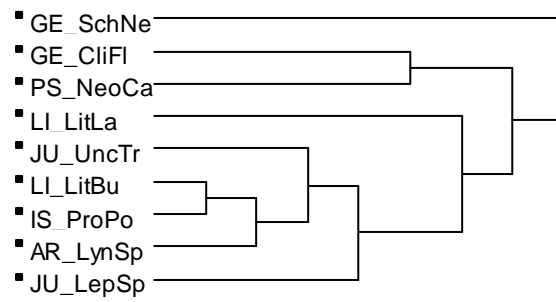 GE_SchNe
GE_CliFl
PS_NeoCa
LI_LitLa
JU_UncTr
LI_LitBu
IS_ProPo
AR_LynSp
JU_LepSp